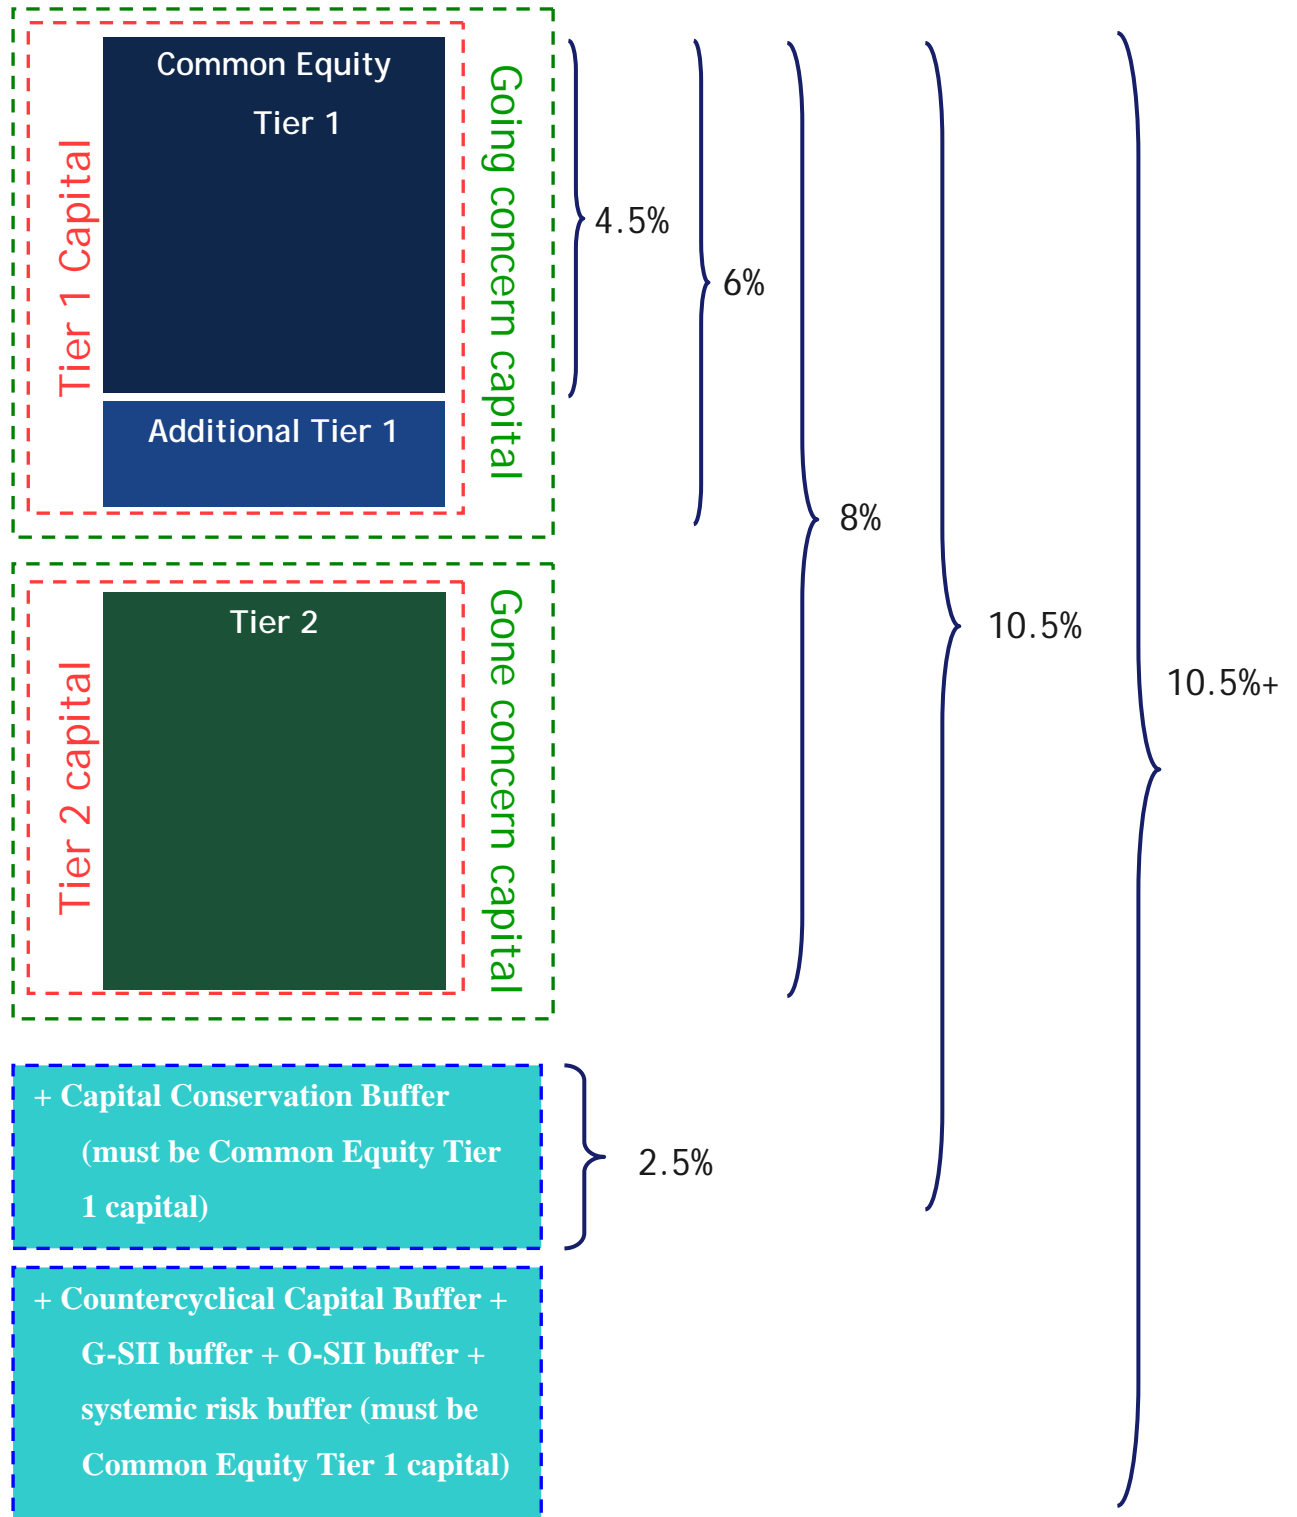 Common Equity
Tier 1
Tier 1 Capital
Going concern capital
4.5%
6%
Additional Tier 1
8%
Tier 2
Tier 2 capital
Gone concern capital
10.5%
10.5%+
+ Capital Conservation Buffer
(must be Common Equity Tier
1 capital)
2.5%
+ Countercyclical Capital Buffer +
G-SII buffer + O-SII buffer +
systemic risk buffer (must be
Common Equity Tier 1 capital)